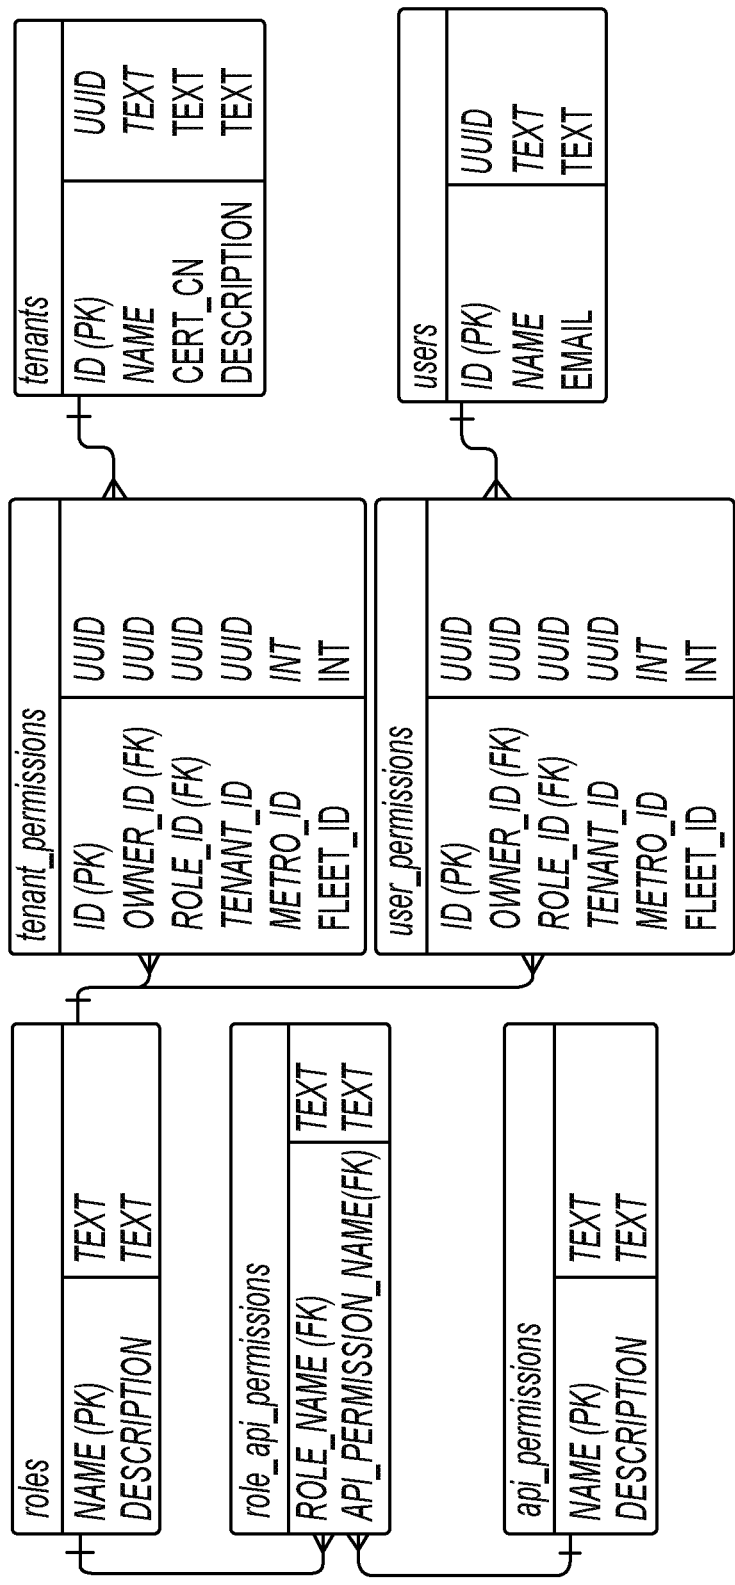 roles
NAME (PK) TEXT
DESCRIPTION TEXT
tenant_permissions
ID (PK) UUID
OWNER_ID (FK) UUID
ROLE_ID (FK) UUID
TENANT_ID UUID
METRO_ID INT
FLEET_ID INT
tenants
ID (PK) UUID
NAME TEXT
CERT_CN TEXT
DESCRIPTION TEXT
role_api_permissions
ROLE_NAME (FK) TEXT
API_PERMISSION_NAME(FK) TEXT
user_permissions
ID (PK) UUID
OWNER_ID (FK) UUID
ROLE_ID (FK) UUID
TENANT_ID UUID
METRO_ID INT
FLEET_ID INT
users
ID (PK) UUID
NAME TEXT
EMAIL TEXT
api_permissions
NAME (PK) TEXT
DESCRIPTION TEXT